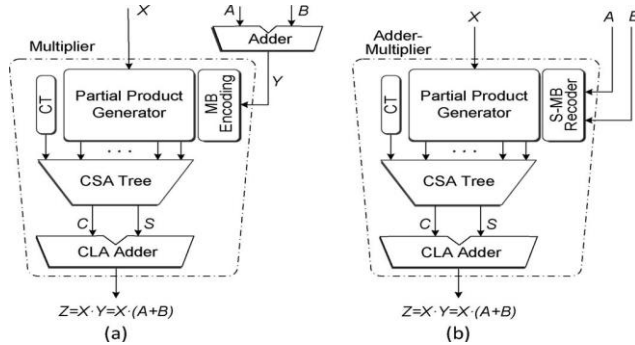 X
A
B
Adder
Multiplier
Y
CT
Partial Product
Generator
MB
Encoding
. . .
CSA Tree
C
S
CLA Adder
Z=X·Y=X·(A+B)
(a)
X
A
B
Adder-
Multiplier
CT
Partial Product
Generator
S-MB
Recoder
. . .
CSA Tree
C
S
CLA Adder
Z=X·Y=X·(A+B)
(b)